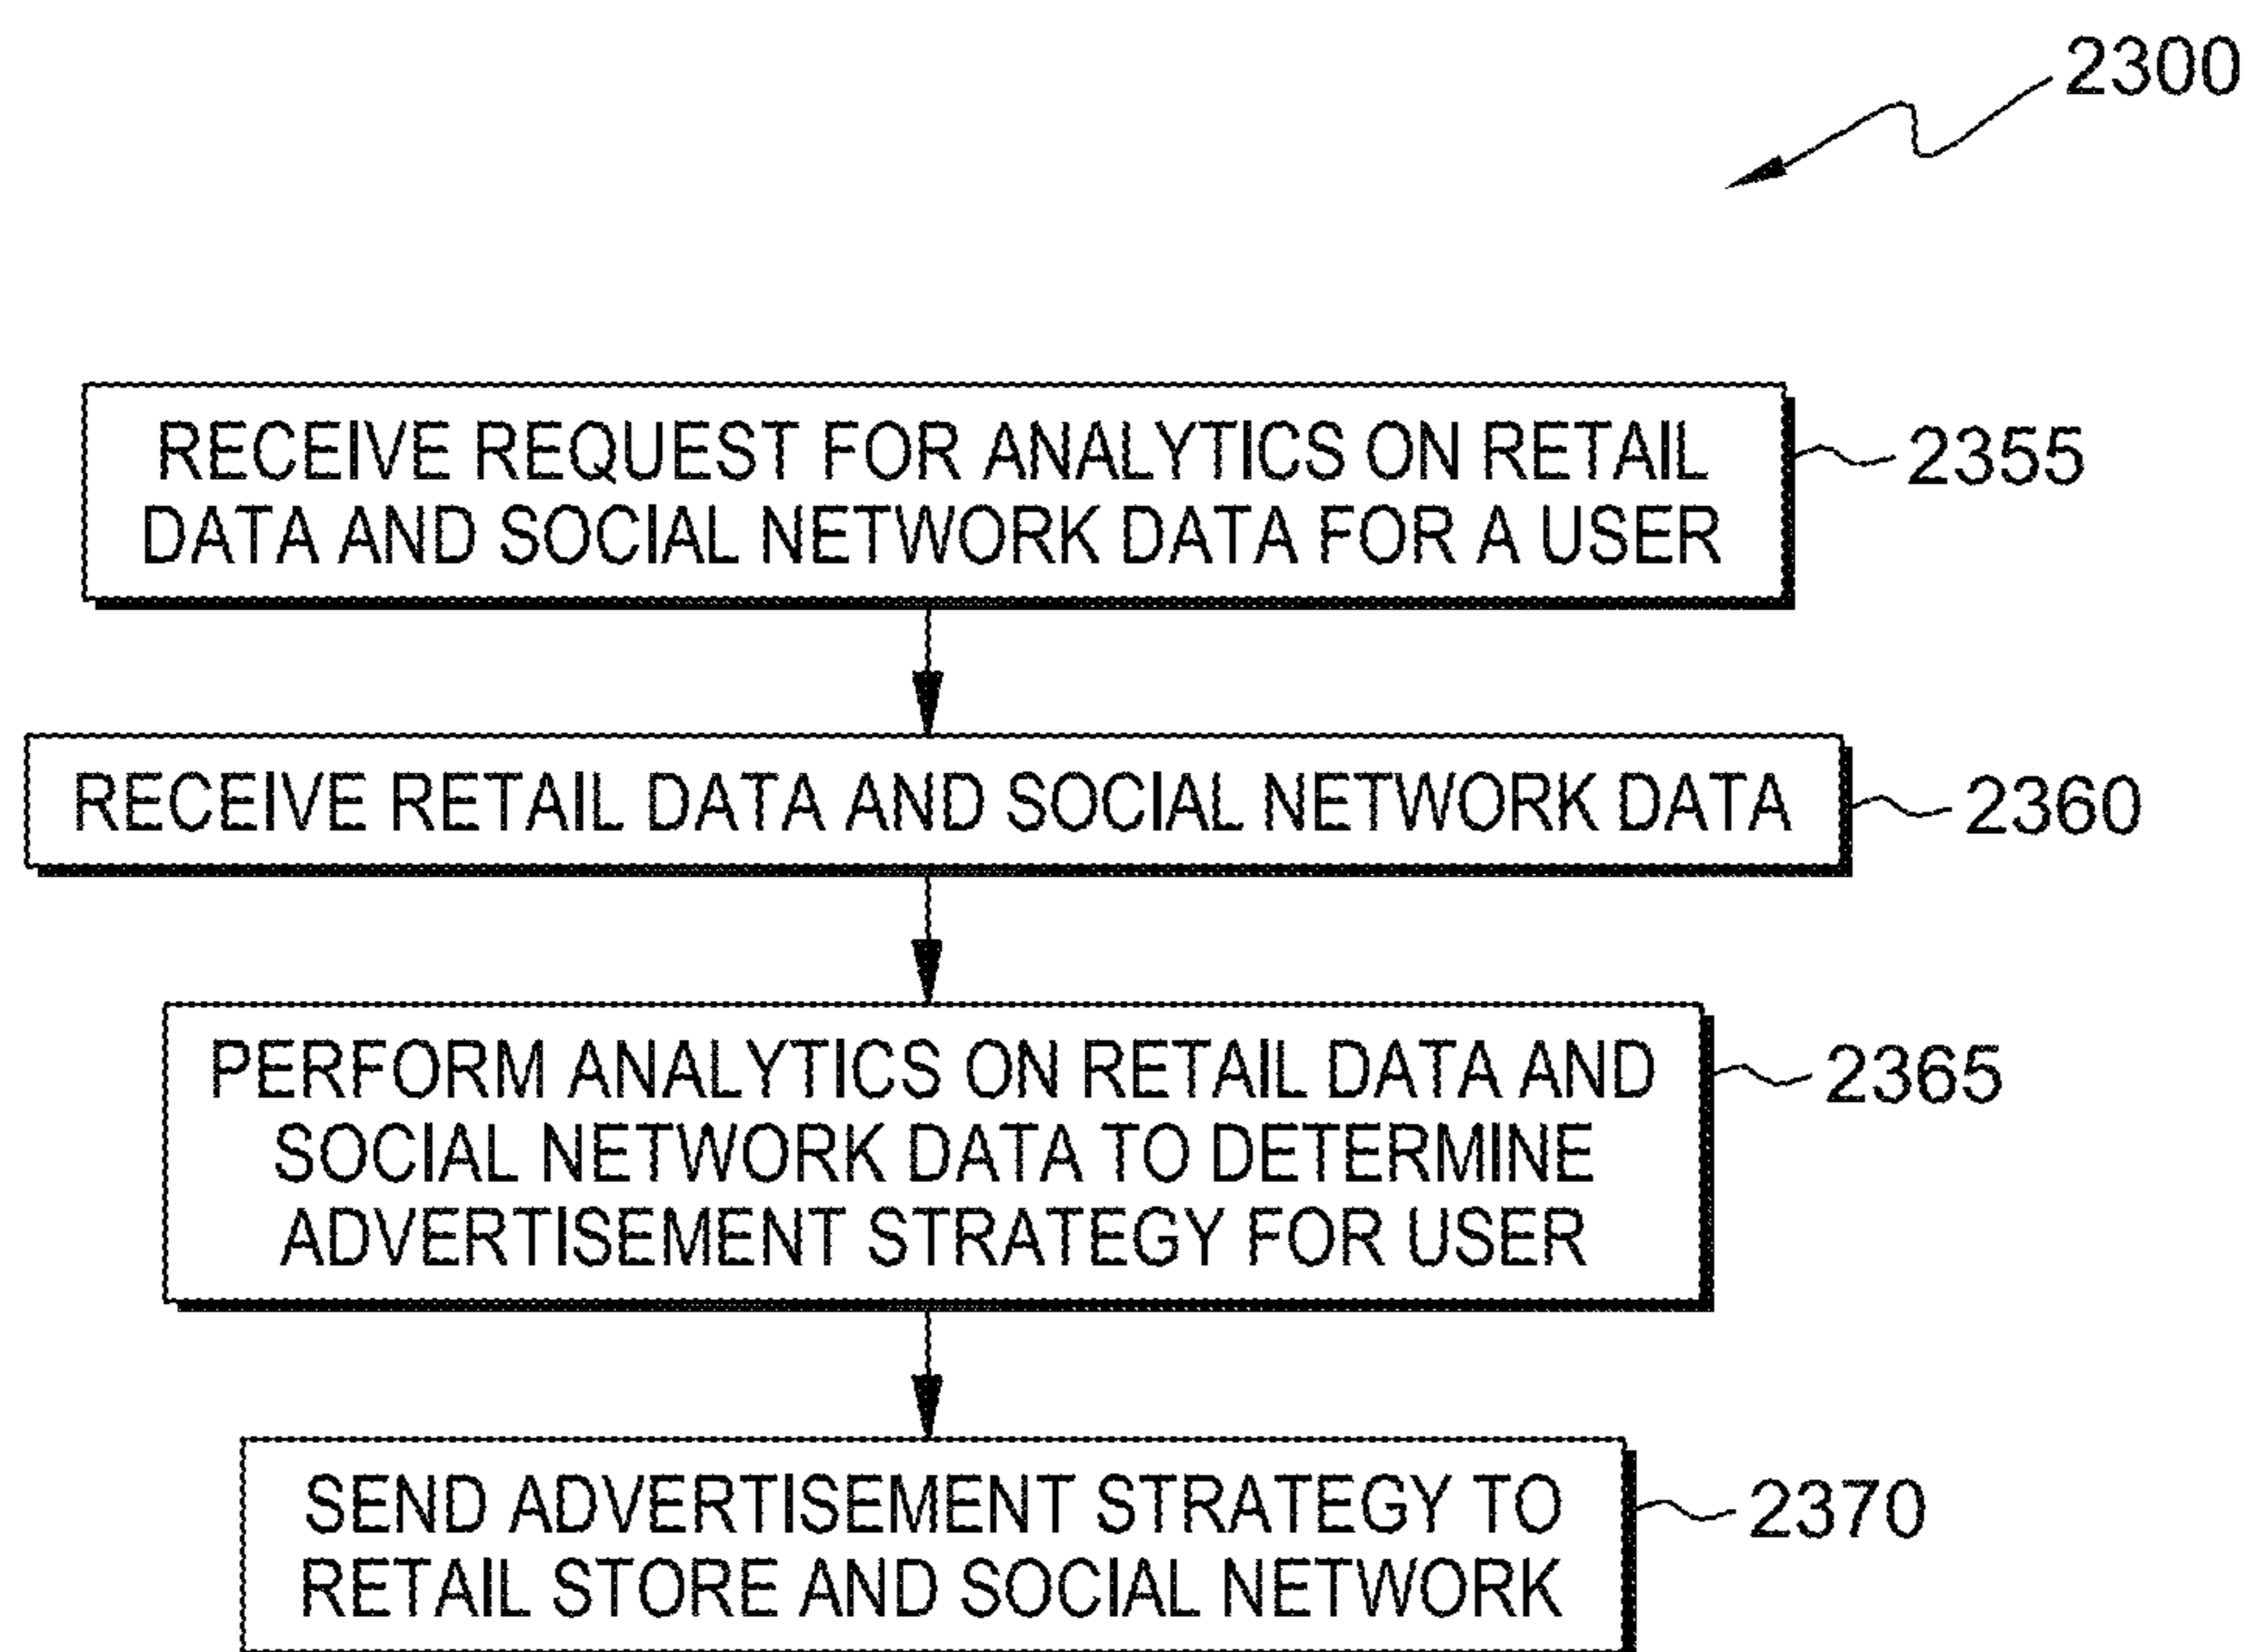 2300
RECEIVE REQUEST FOR ANALYTICS ON RETAIL
DATA AND SOCIAL NETWORK DATA FOR A USER
2355
RECEIVE RETAIL DATA AND SOCIAL NETWORK DATA
2360
PERFORM ANALYTICS ON RETAIL DATA AND
SOCIAL NETWORK DATA TO DETERMINE
ADVERTISEMENT STRATEGY FOR USER
2365
SEND ADVERTISEMENT STRATEGY TO
RETAIL STORE AND SOCIAL NETWORK
2370